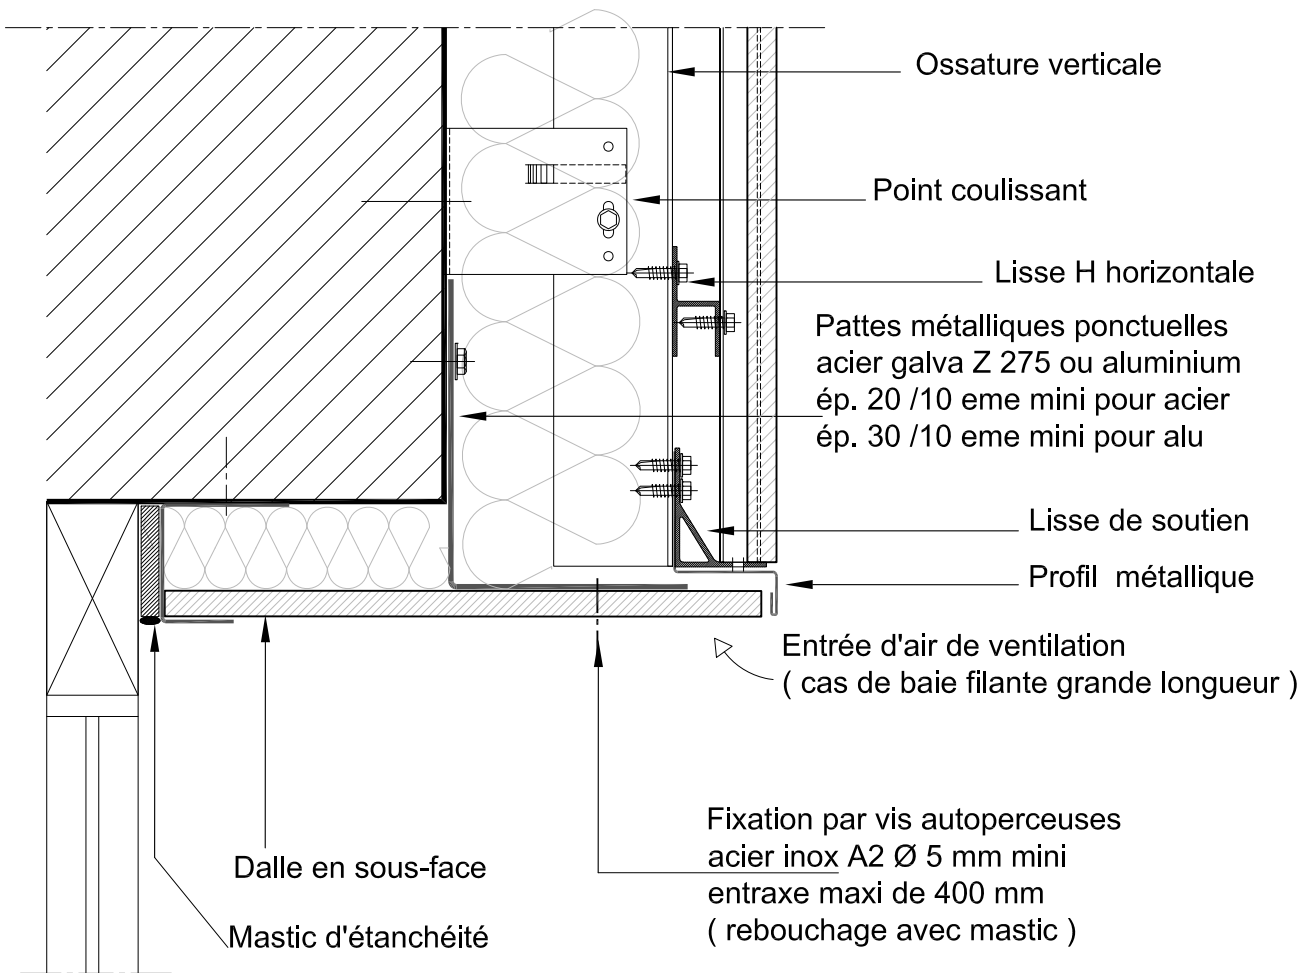 Ossature verticale
Point coulissant
Lisse H horizontale
Pattes métalliques ponctuelles
acier galva Z 275 ou aluminium
ép. 20 /10 eme mini pour acier
ép. 30 /10 eme mini pour alu
Lisse de soutien
Profil métallique
Entrée d'air de ventilation
( cas de baie filante grande longueur )
Fixation par vis autoperceuses
acier inox A2 Ø 5 mm mini
entraxe maxi de 400 mm
( rebouchage avec mastic )
Dalle en sous-face
Mastic d'étanchéité